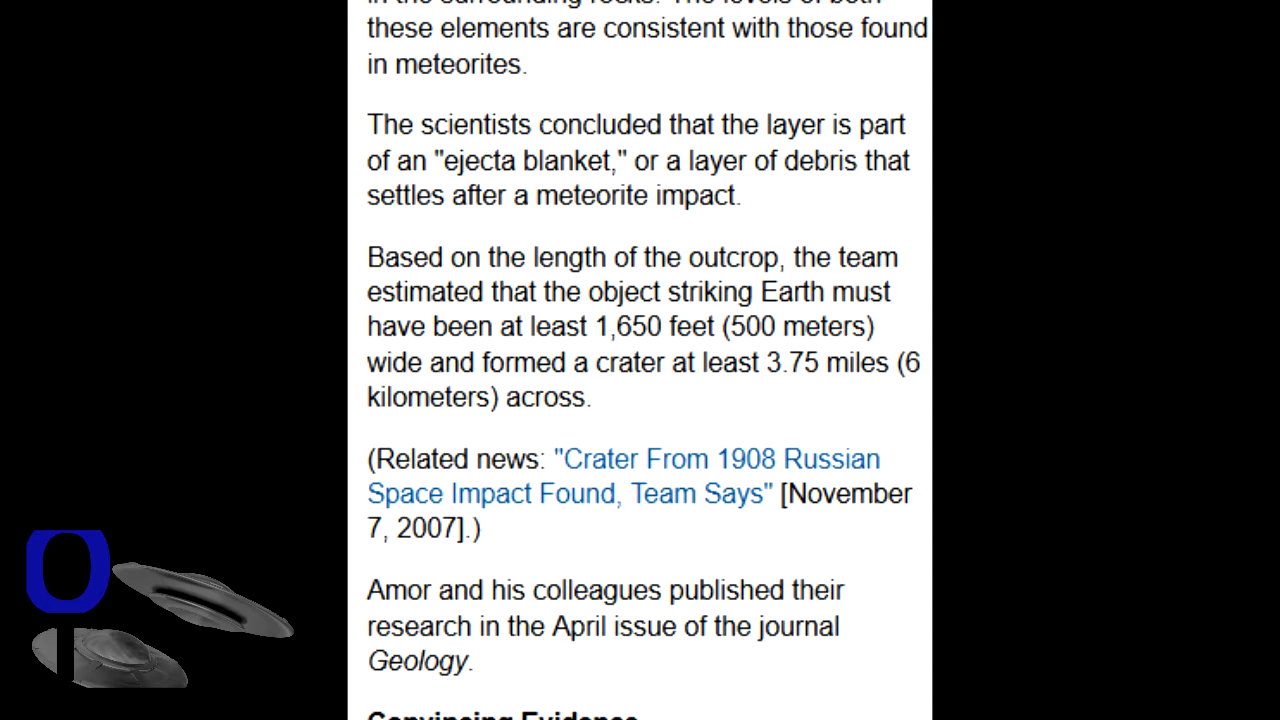 these elements are consistent with those found
in meteorites.
The scientists concluded that the layer is part
of an "ejecta blanket," or a layer of debris that
settles after a meteorite impact.
Based on the length of the outcrop, the team
estimated that the object striking Earth must
have been at least 1,650 feet (500 meters)
wide and formed a crater at least 3.75 miles (6
kilometers) across.
(Related news: "Crater From 1908 Russian
Space Impact Found, Team Says" [November
7, 2007].)
Amor and his colleagues published their
research in the April issue of the journal
Geology.
Convincing Evidence